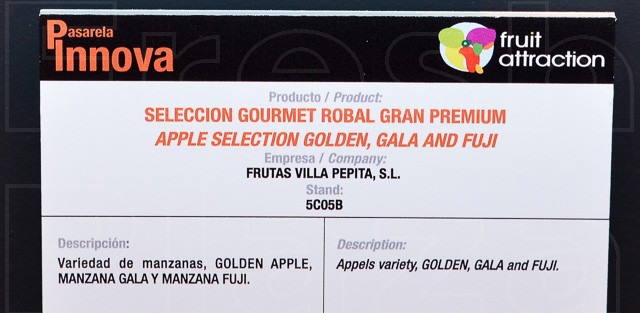 Pasarela
Innova
fruit
attraction
Producto / Product:
SELECCION GOURMET ROBAL GRAN PREMIUM
APPLE SELECTION GOLDEN, GALA AND FUJI
Empresa / Company:
FRUTAS VILLA PEPITA, S.L.
Stand:
5C05B
Descripción:
Variedad de manzanas, GOLDEN APPLE,
MANZANA GALA Y MANZANA FUJI.
Description:
Appels variety, GOLDEN, GALA and FUJI.